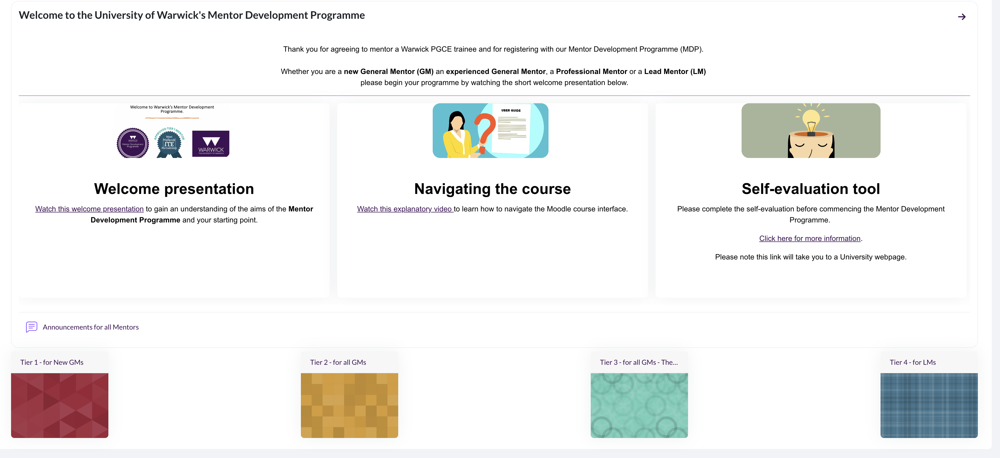 Welcome to the University of Warwick's Mentor Development Programme
Thank you for agreeing to mentor a Warwick PGCE trainee and for registering with our Mentor Development Programme (MDP).
Whether you are a new General Mentor (GM) an experienced General Mentor, a Professional Mentor or a Lead Mentor (LM)
please begin your programme by watching the short welcome presentation below.
Welcome to Warwick's Mentor Development
Programme.
WARWICK
Mentor Development
Programme
APPROVED TIER 1 MENTOR
West
Midlands
ITE
Partnership
WARWICK
THE UNIVERSITY OF WARWICK
Welcome presentation
Watch this welcome presentation to gain an understanding of the aims of the Mentor
Development Programme and your starting point.
USER GUIDE
Navigating the course
Watch this explanatory video to learn how to navigate the Moodle course interface.
Self-evaluation tool
Please complete the self-evaluation before commencing the Mentor Development
Programme.
Click here for more information.
Please note this link will take you to a University webpage.
Announcements for all Mentors
Tier 1 - for New GMs
Tier 2 - for all GMs
Tier 3 - for all GMs - The...
Tier 4 - for LMs